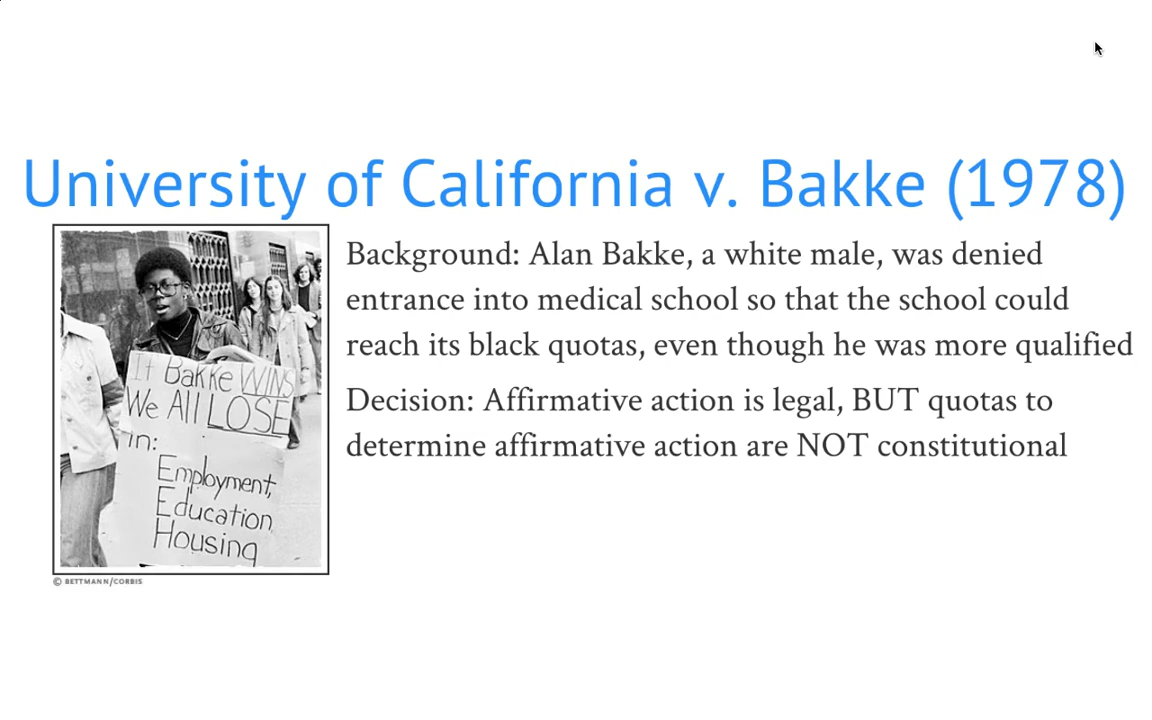 University of California v. Bakke (1978)
Background: Alan Bakke, a white male, was denied
entrance into medical school so that the school could
reach its black quotas, even though he was more qualified
Decision: Affirmative action is legal, BUT quotas to
determine affirmative action are NOT constitutional
If Bakke WINS
We All LOSE
in:
Employment,
Education
Housing
© BETTMANN/CORBIS